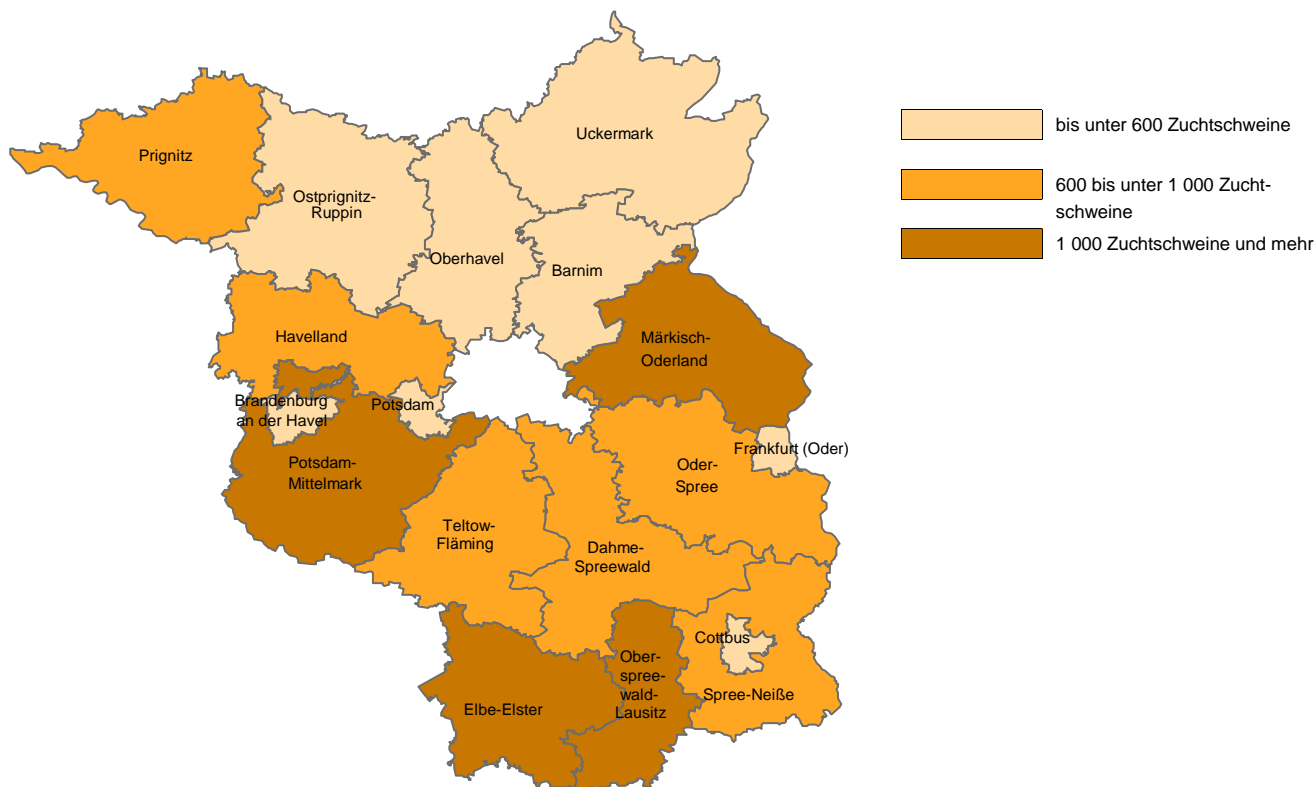 Uckermark
Prignitz
Ostprignitz-
Ruppin
Oberhavel
Barnim
Havelland
Märkisch-
Oderland
Brandenburg
an der Havel
Potsdam
Frankfurt (Oder)
Potsdam-
Mittelmark
Oder-
Spree
Teltow-
Fläming
Dahme-
Spreewald
Cottbus
Ober-
spree-
wald-
Lausitz
Spree-Neiße
Elbe-Elster
bis unter 600 Zuchtschweine
600 bis unter 1 000 Zucht-
schweine
1 000 Zuchtschweine und mehr